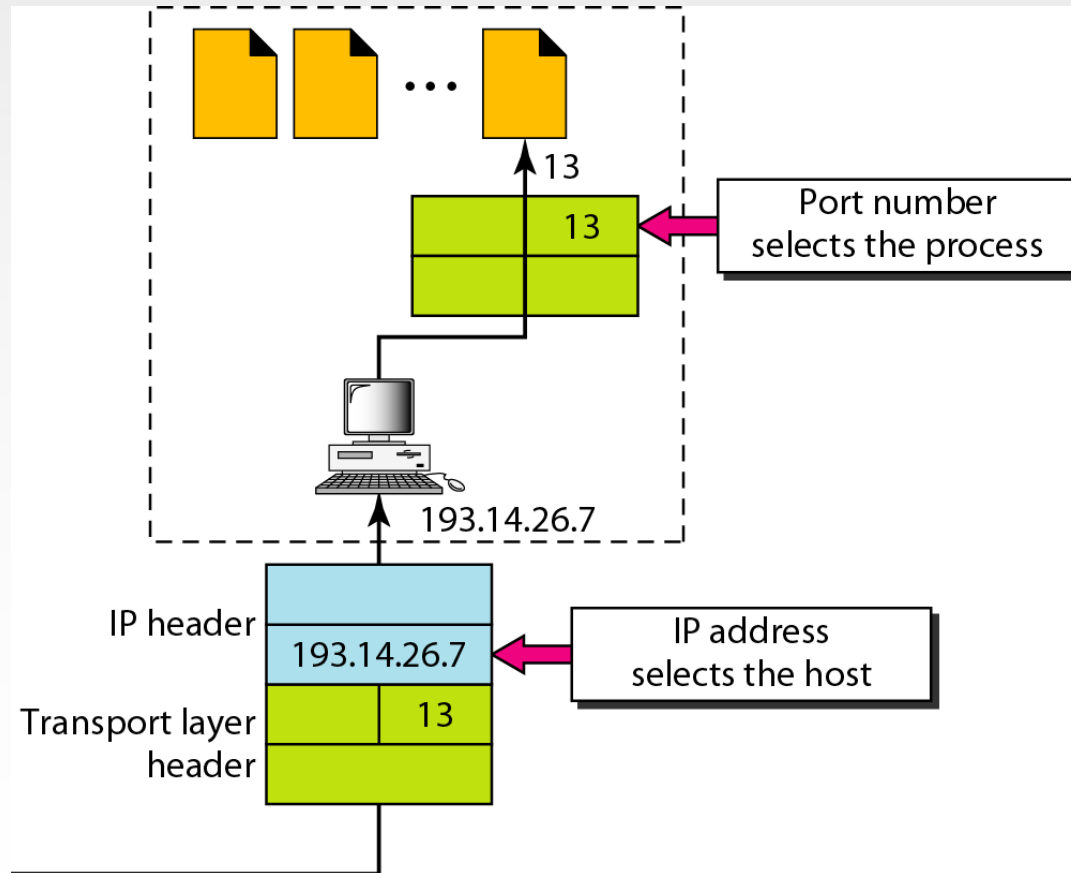 13
13
Port number
selects the process
193.14.26.7
IP header
193.14.26.7
IP address
selects the host
Transport layer
header
13